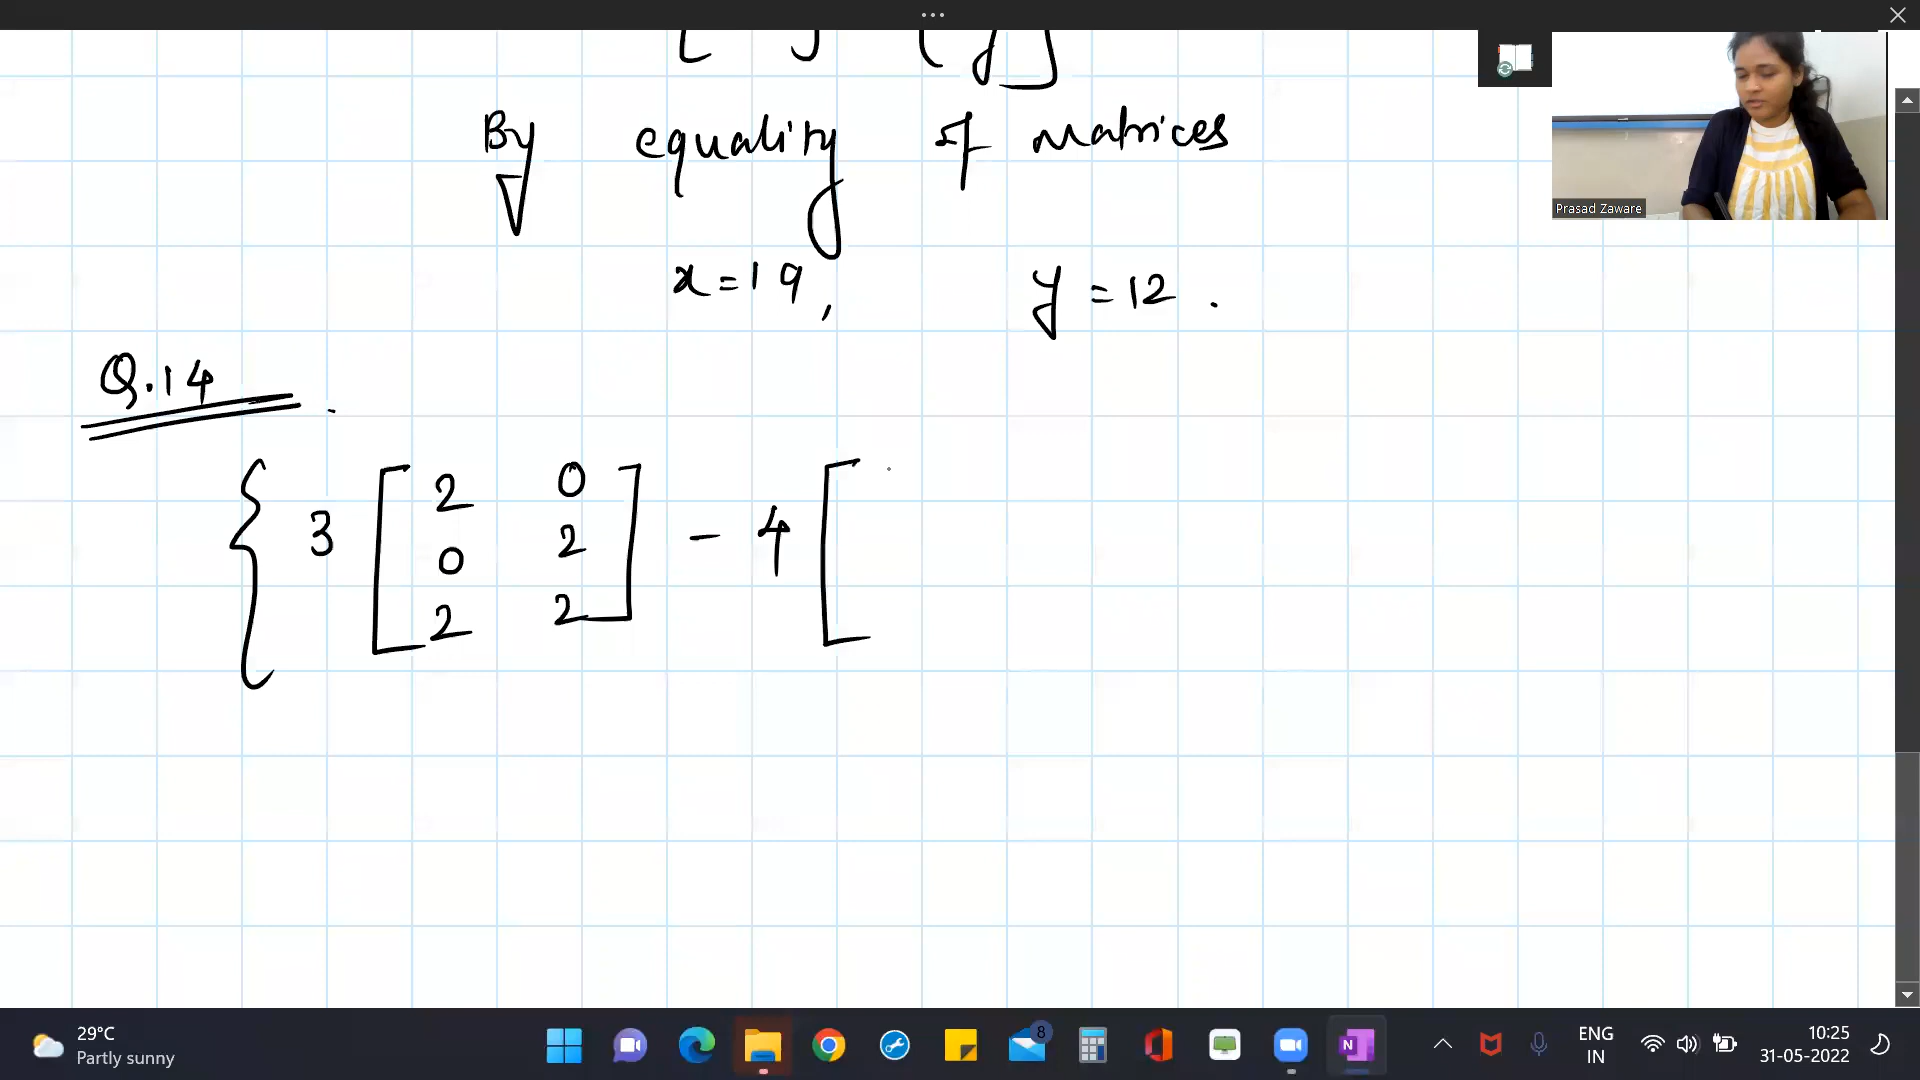 By equality of matrices
x = 19, y = 12 .
Q.14
{ 3 [ 2 0
0 2
2 2 ] - 4 [
Prasad Zaware
29°C
Partly sunny
8
N
ENG
IN
10:25
31-05-2022